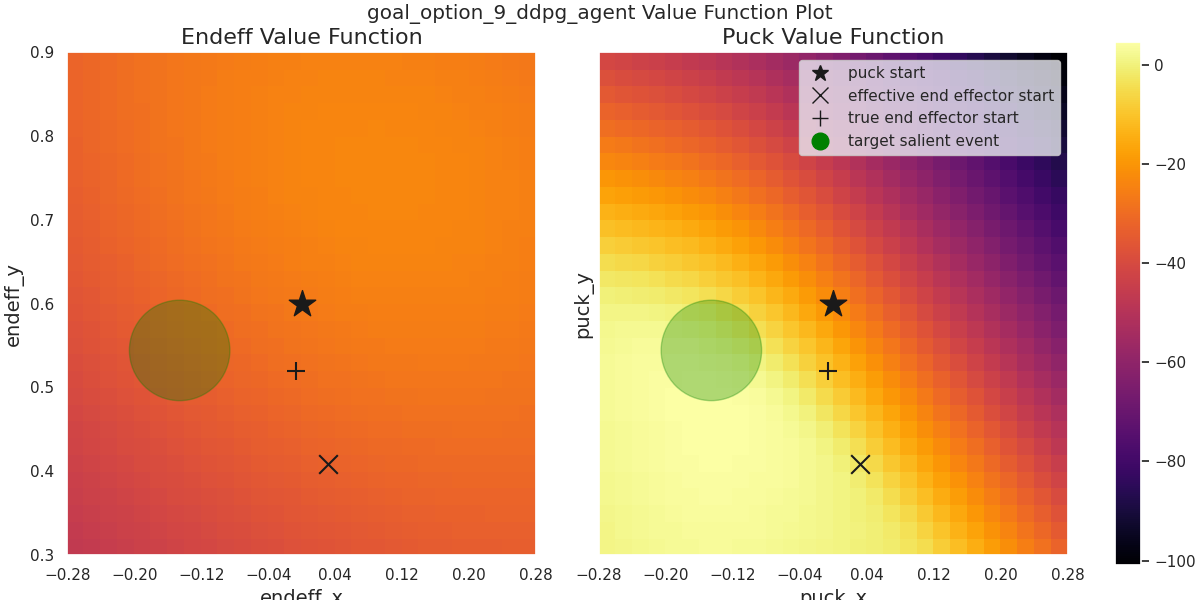 goal_option_9_ddpg_agent Value Function Plot
Endeff Value Function
Puck Value Function
0.9
0.8
0.7
0.6
0.5
0.4
0.3
endeff_y
−0.28 −0.20 −0.12 −0.04 0.04 0.12 0.20 0.28
endeff_x
puck_y
puck start
effective end effector start
true end effector start
target salient event
−0.28 −0.20 −0.12 −0.04 0.04 0.12 0.20 0.28
puck_x
0
−20
−40
−60
−80
−100